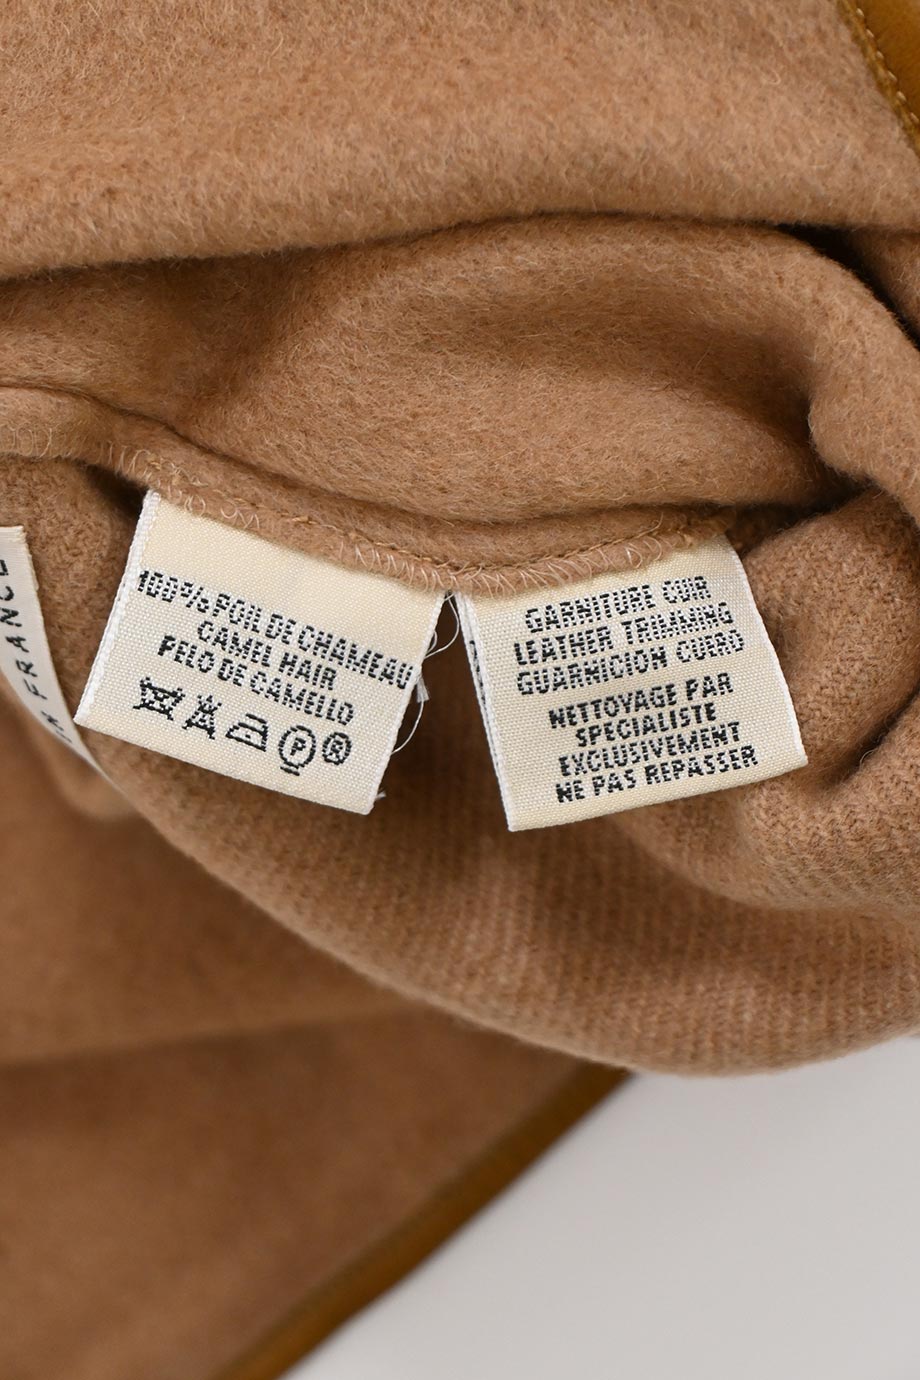 FRANCE
100% POIL DE CHAMEAU
CAMEL HAIR
PELO DE CAMELLO
P ®
GARNITURE CUIR
LEATHER TRIMMING
GUARNICION CUERO
NETTOYAGE PAR
SPECIALISTE
EXCLUSIVEMENT
NE PAS REPASSER